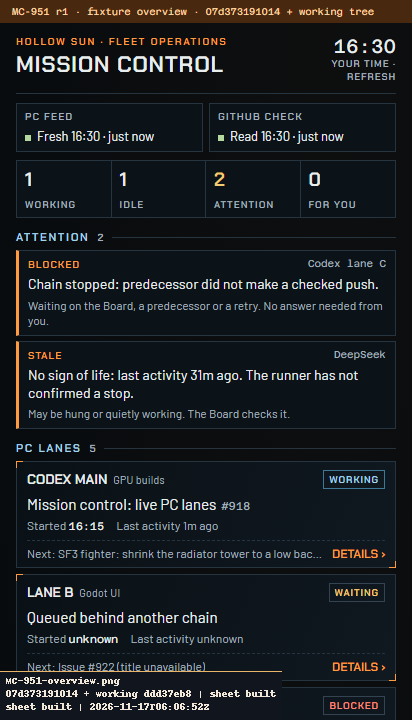 MC-951 r1 · fixture overview · 07d373191014 + working tree
HOLLOW SUN · FLEET OPERATIONS
MISSION CONTROL
16:30
YOUR TIME ·
REFRESH
PC FEED
Fresh 16:30 · just now
GITHUB CHECK
Read 16:30 · just now
1
WORKING
1
IDLE
2
ATTENTION
0
FOR YOU
ATTENTION 2
BLOCKED
Codex lane C
Chain stopped: predecessor did not make a checked push.
Waiting on the Board, a predecessor or a retry. No answer needed from
you.
STALE
DeepSeek
No sign of life: last activity 31m ago. The runner has not
confirmed a stop.
May be hung or quietly working. The Board checks it.
PC LANES 5
CODEX MAIN GPU builds
WORKING
Mission control: live PC lanes #918
Started 16:15 Last activity 1m ago
Next: SF3 fighter: shrink the radiator tower to a low bac...
DETAILS ›
LANE B Godot UI
WAITING
Queued behind another chain
Started unknown Last activity unknown
Next: Issue #922 (title unavailable)
DETAILS ›
BLOCKED
MC-951-overview.png
07d373191014 + working ddd37eb8 | sheet built
sheet built | 2026-11-17T06:06:52Z